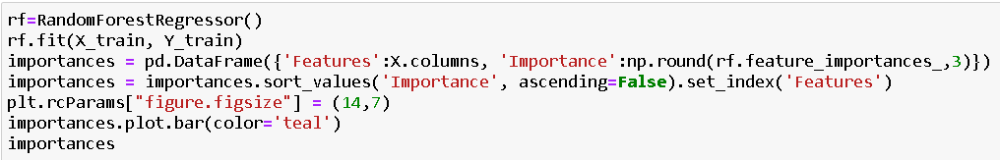 rf=RandomForestRegressor()
rf.fit(X_train, Y_train)
importances = pd.DataFrame({'Features':X.columns, 'Importance':np.round(rf.feature_importances_,3)})
importances = importances.sort_values('Importance', ascending=False).set_index('Features')
plt.rcParams["figure.figsize"] = (14,7)
importances.plot.bar(color='teal')
importances